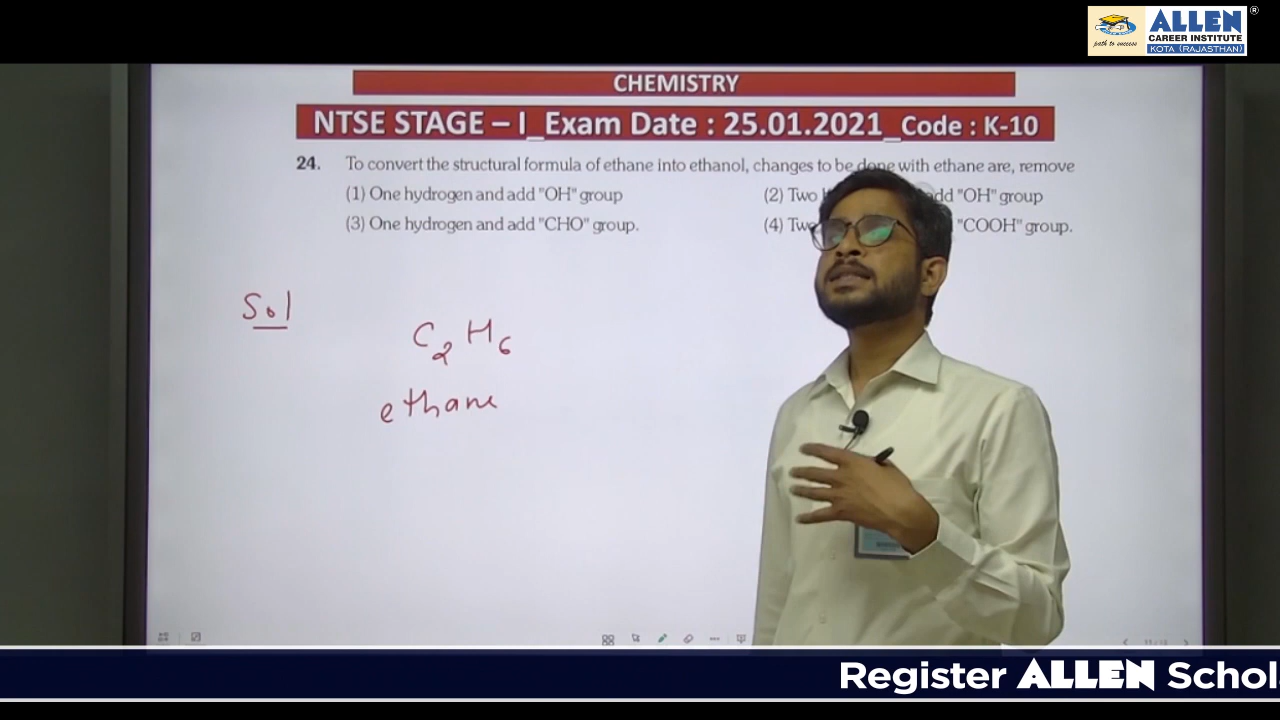 ALLEN ®
CAREER INSTITUTE
path to success
KOTA (RAJASTHAN)
CHEMISTRY
NTSE STAGE – I_Exam Date : 25.01.2021_Code : K-10
24. To convert the structural formula of ethane into ethanol, changes to be done with ethane are, remove
(1) One hydrogen and add "OH" group
(2) Two add "OH" group
(3) One hydrogen and add "CHO" group.
(4) Two "COOH" group.
Sol
C2H6
ethane
Register ALLEN Schol